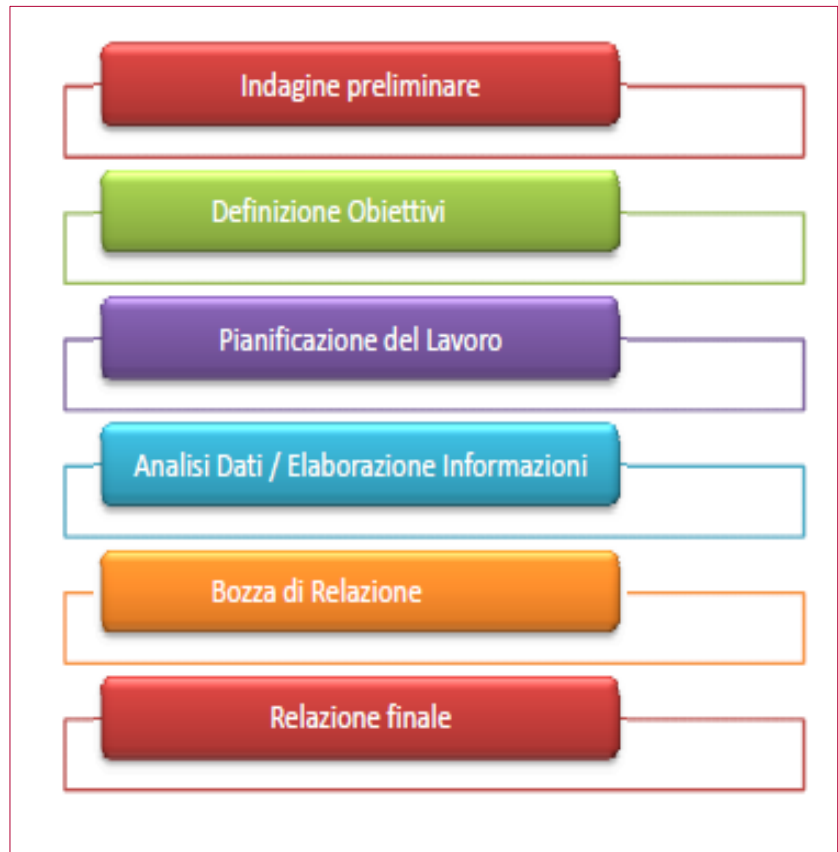 Indagine preliminare
Definizione Obiettivi
Pianificazione del Lavoro
Analisi Dati / Elaborazione Informazioni
Bozza di Relazione
Relazione finale